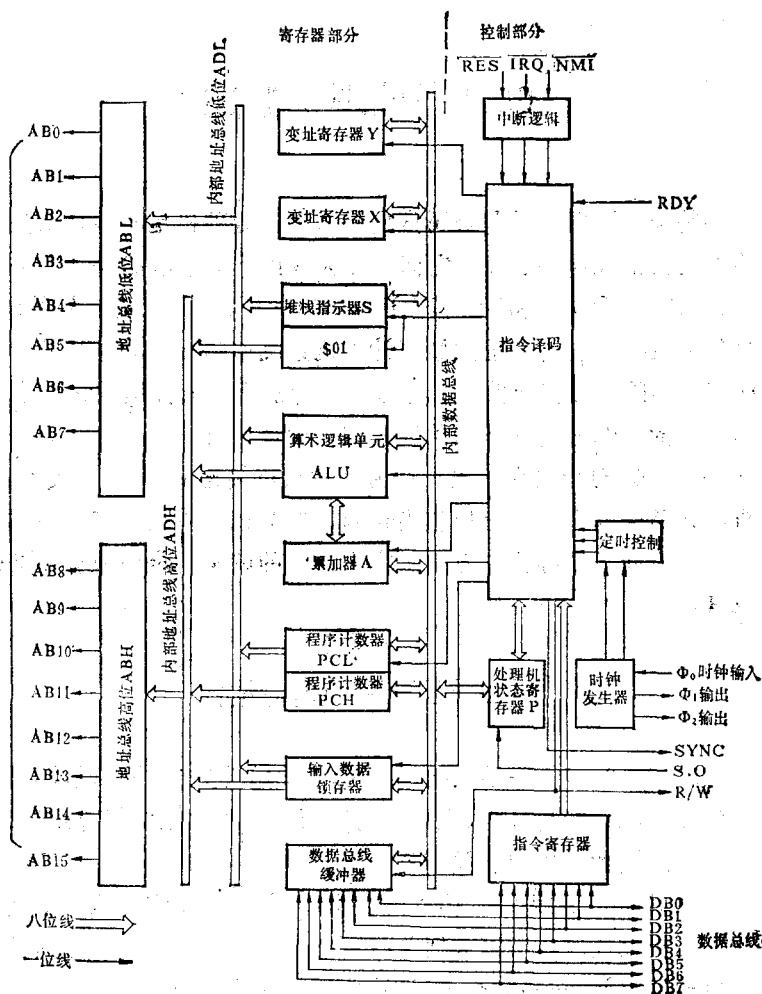 寄存器部分
控制部分
RES IRQ NMI
中断逻辑
RDY
指令译码
定时控制
时钟
发生器
Φ₀时钟输入
Φ₁输出
Φ₂输出
SYNC
S.O
R/W
处理机
状态寄
存器 P
指令寄存器
内部地址总线低位ADL
内部地址总线高位ADH
内部数据总线
变址寄存器Y
变址寄存器X
堆栈指示器S
$01
算术逻辑单元
ALU
累加器A
程序计数器
PCL
程序计数器
PCH
输入数据
锁存器
数据总线
缓冲器
地址总线低位ABL
地址总线高位ABH
AB0
AB1
AB2
AB3
AB4
AB5
AB6
AB7
AB8
AB9
AB10
AB11
AB12
AB13
AB14
AB15
八位线
一位线
DB0
DB1
DB2
DB3
DB4
DB5
DB6
DB7
数据总线